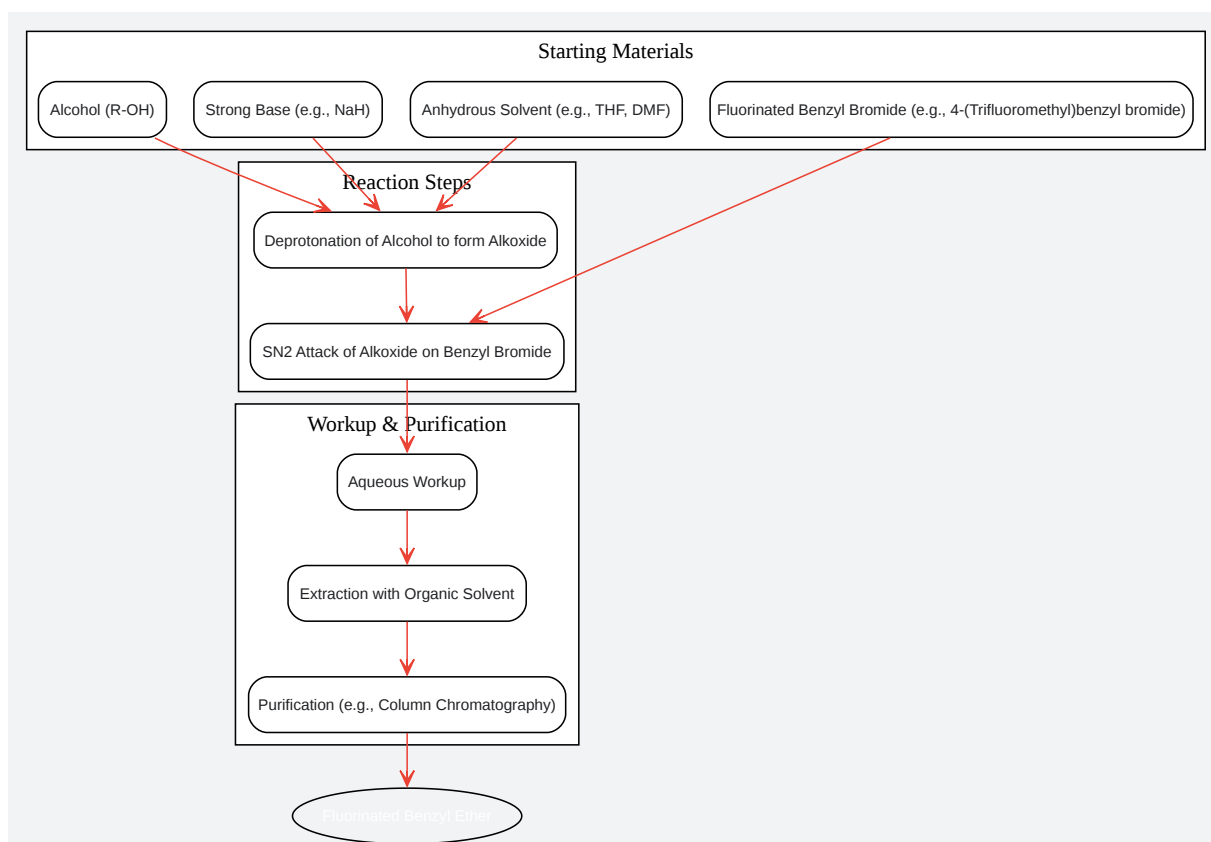 Starting Materials
Alcohol (R-OH)
Strong Base (e.g., NaH)
Anhydrous Solvent (e.g., THF, DMF)
Fluorinated Benzyl Bromide (e.g., 4-(Trifluoromethyl)benzyl bromide)
Reaction Steps
Deprotonation of Alcohol to form Alkoxide
SN2 Attack of Alkoxide on Benzyl Bromide
Workup & Purification
Aqueous Workup
Extraction with Organic Solvent
Purification (e.g., Column Chromatography)
Fluorinated Benzyl Ether